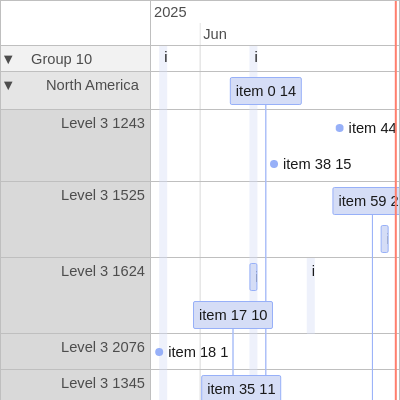 2025
Jun
Group 10
i
i
North America
item 0 14
Level 3 1243
item 44
item 38 15
Level 3 1525
item 59 2
i
Level 3 1624
i
i
item 17 10
Level 3 2076
item 18 1
Level 3 1345
item 35 11